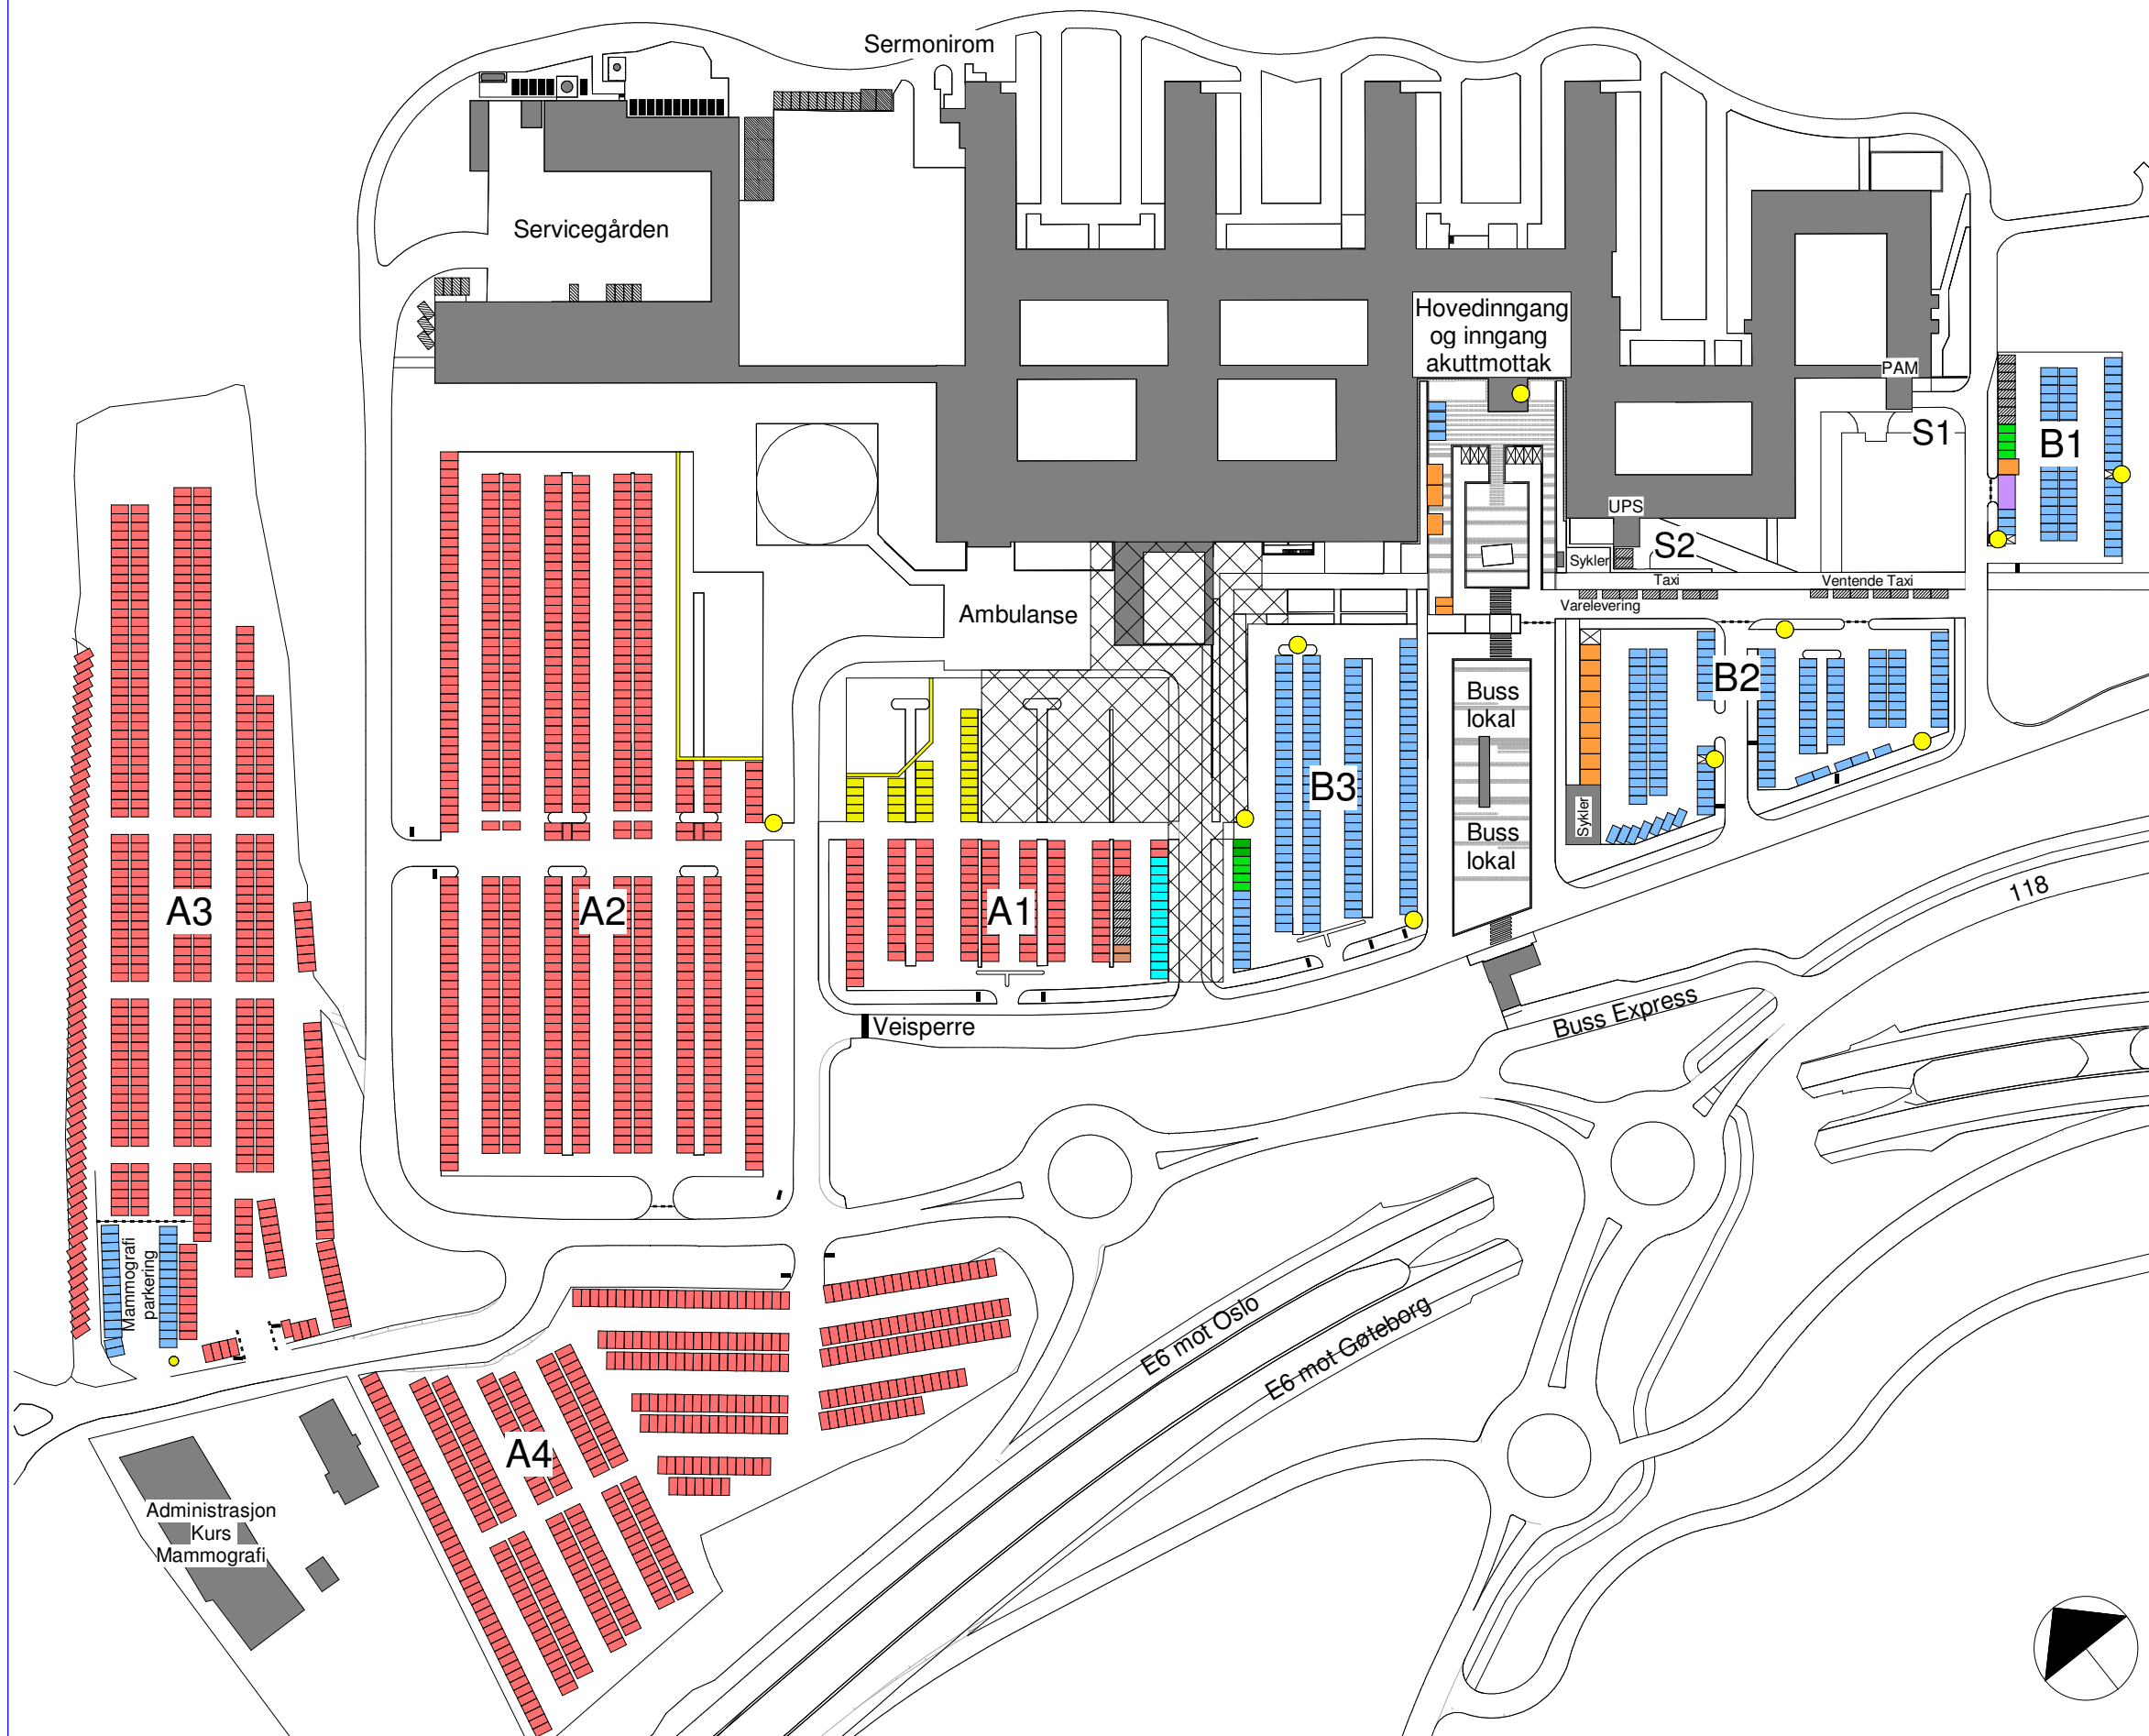 Sermonirom
Servicegården
Hovedinngang
og inngang
akuttmottak
PAM
S1
B1
UPS
S2
Sykler
Taxi
Ventende Taxi
Varelevering
Ambulanse
B2
Buss
lokal
B3
Sykler
Buss
lokal
118
A3
A2
A1
Veisperre
Buss Express
Mammografi
parkering
E6 mot Oslo
E6 mot Gøteborg
A4
Administrasjon
Kurs
Mammografi